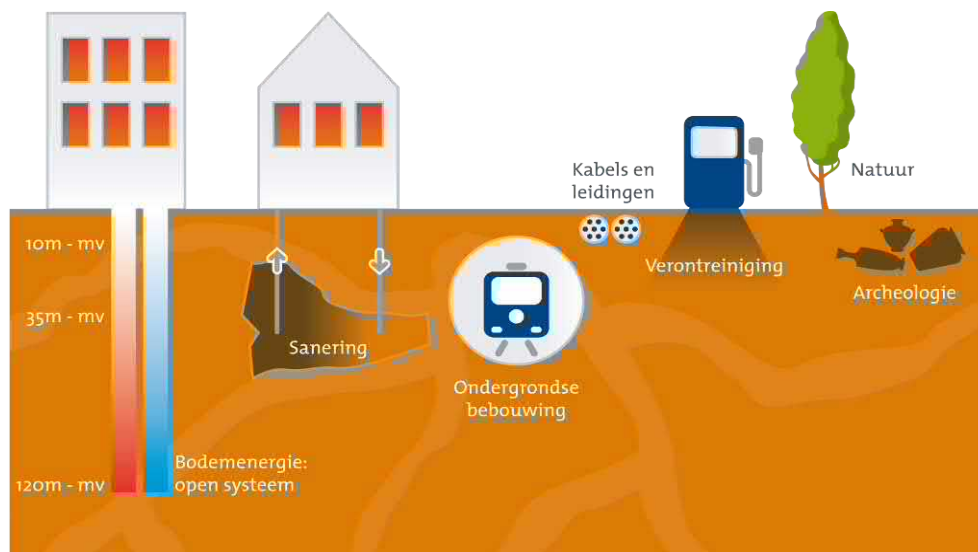 Kabels en
leidingen
Natuur
10m - mv
Verontreiniging
Archeologie
35m - mv
Sanering
Ondergrondse
bebouwing
Bodemenergie:
open systeem
120m - mv